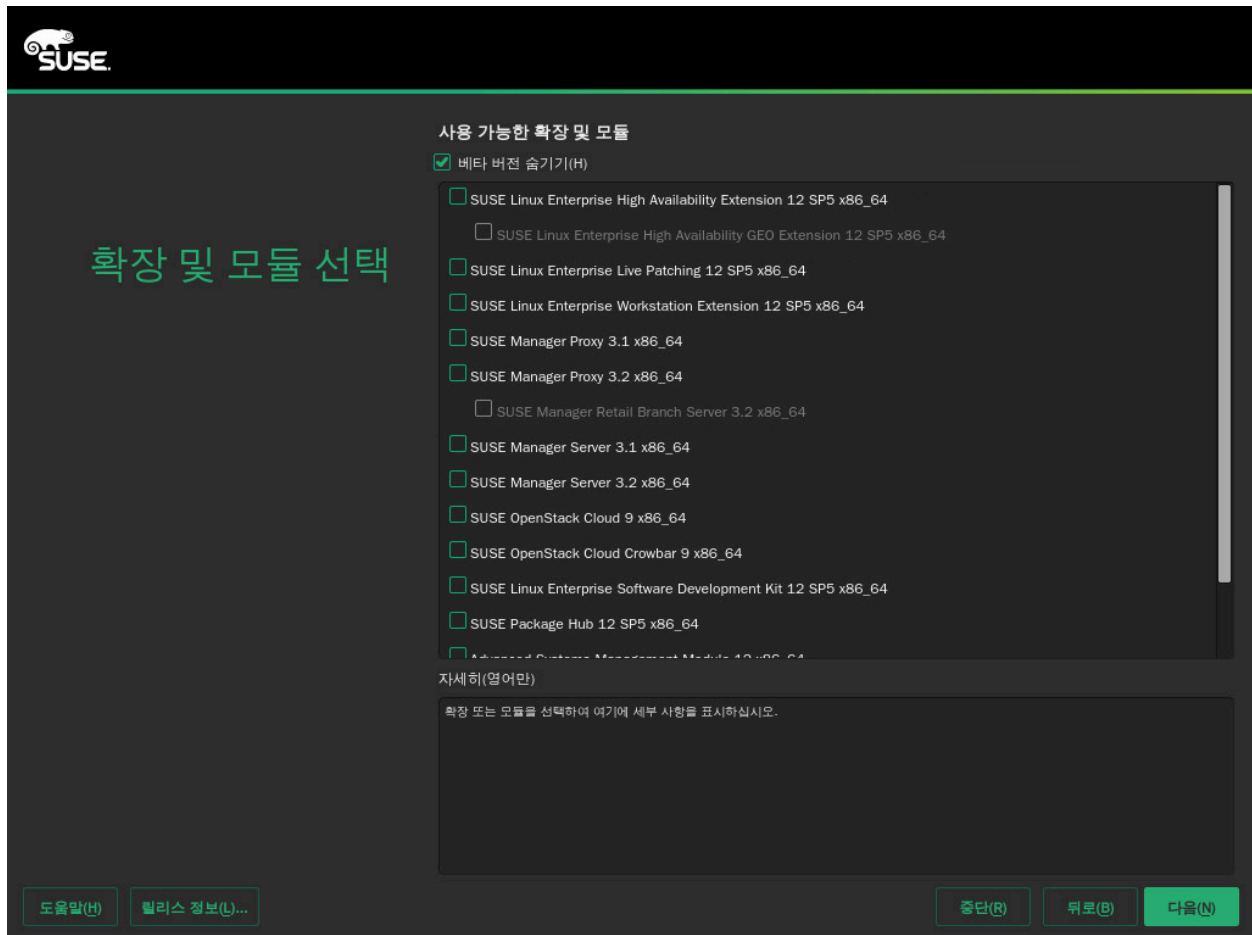 SUSE.
사용 가능한 확장 및 모듈
베타 버전 숨기기(H)
확장 및 모듈 선택
SUSE Linux Enterprise High Availability Extension 12 SP5 x86_64
SUSE Linux Enterprise High Availability GEO Extension 12 SP5 x86_64
SUSE Linux Enterprise Live Patching 12 SP5 x86_64
SUSE Linux Enterprise Workstation Extension 12 SP5 x86_64
SUSE Manager Proxy 3.1 x86_64
SUSE Manager Proxy 3.2 x86_64
SUSE Manager Retail Branch Server 3.2 x86_64
SUSE Manager Server 3.1 x86_64
SUSE Manager Server 3.2 x86_64
SUSE OpenStack Cloud 9 x86_64
SUSE OpenStack Cloud Crowbar 9 x86_64
SUSE Linux Enterprise Software Development Kit 12 SP5 x86_64
SUSE Package Hub 12 SP5 x86_64
Advanced Systems Management Module 12 x86_64
자세히(영어만)
확장 또는 모듈을 선택하여 여기에 세부 사항을 표시하십시오.
도움말(H)
릴리스 정보(L)...
중단(R)
뒤로(B)
다음(N)